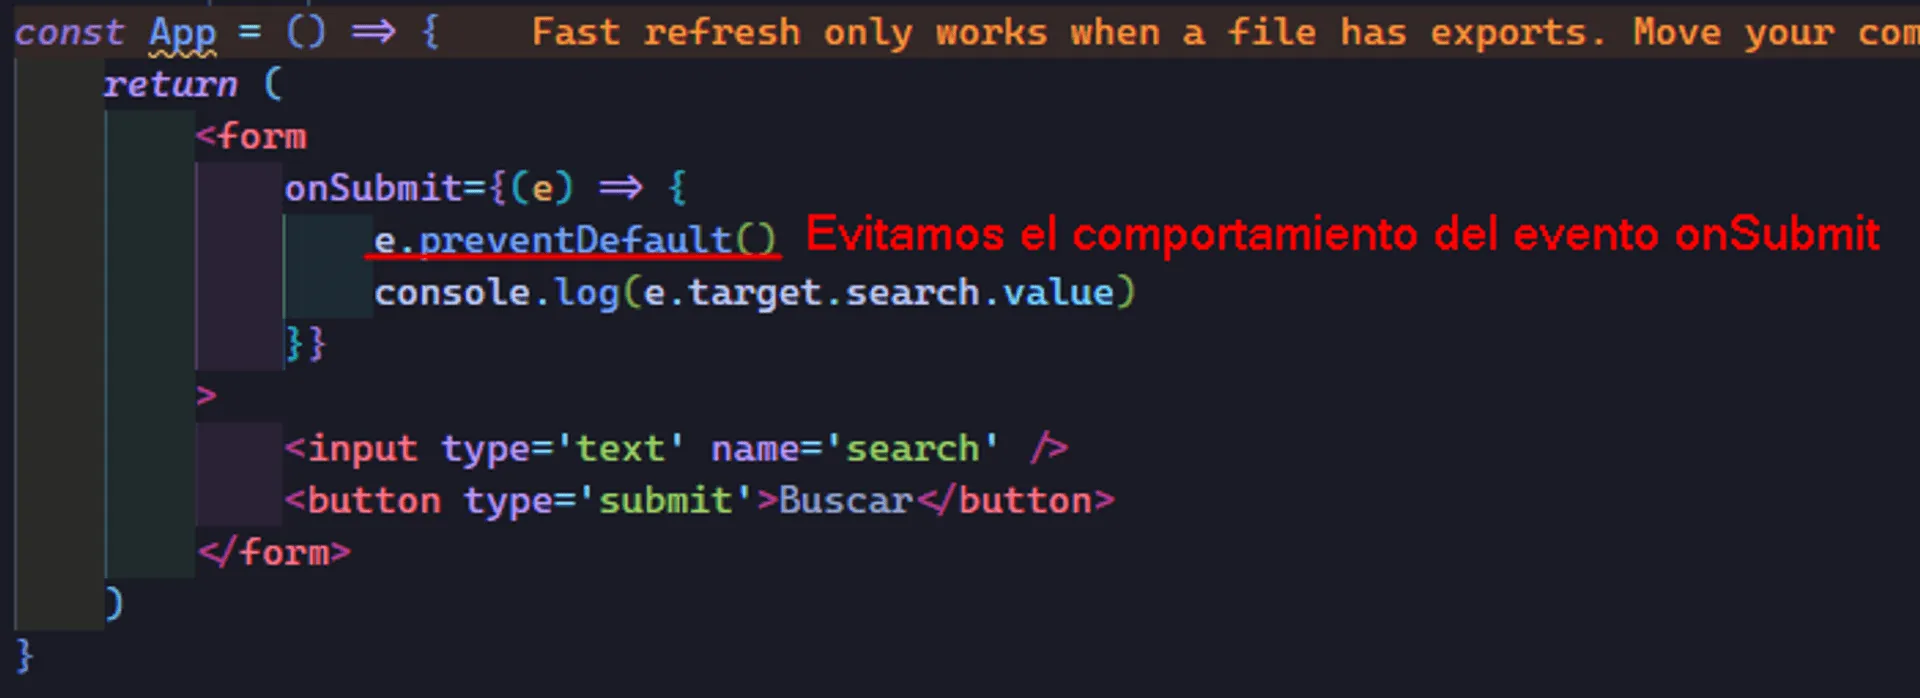 const App = () => { Fast refresh only works when a file has exports. Move your com
return (
<form
onSubmit={(e) => {
e.preventDefault() Evitamos el comportamiento del evento onSubmit
console.log(e.target.search.value)
}}
>
<input type='text' name='search' />
<button type='submit'>Buscar</button>
</form>
)
}